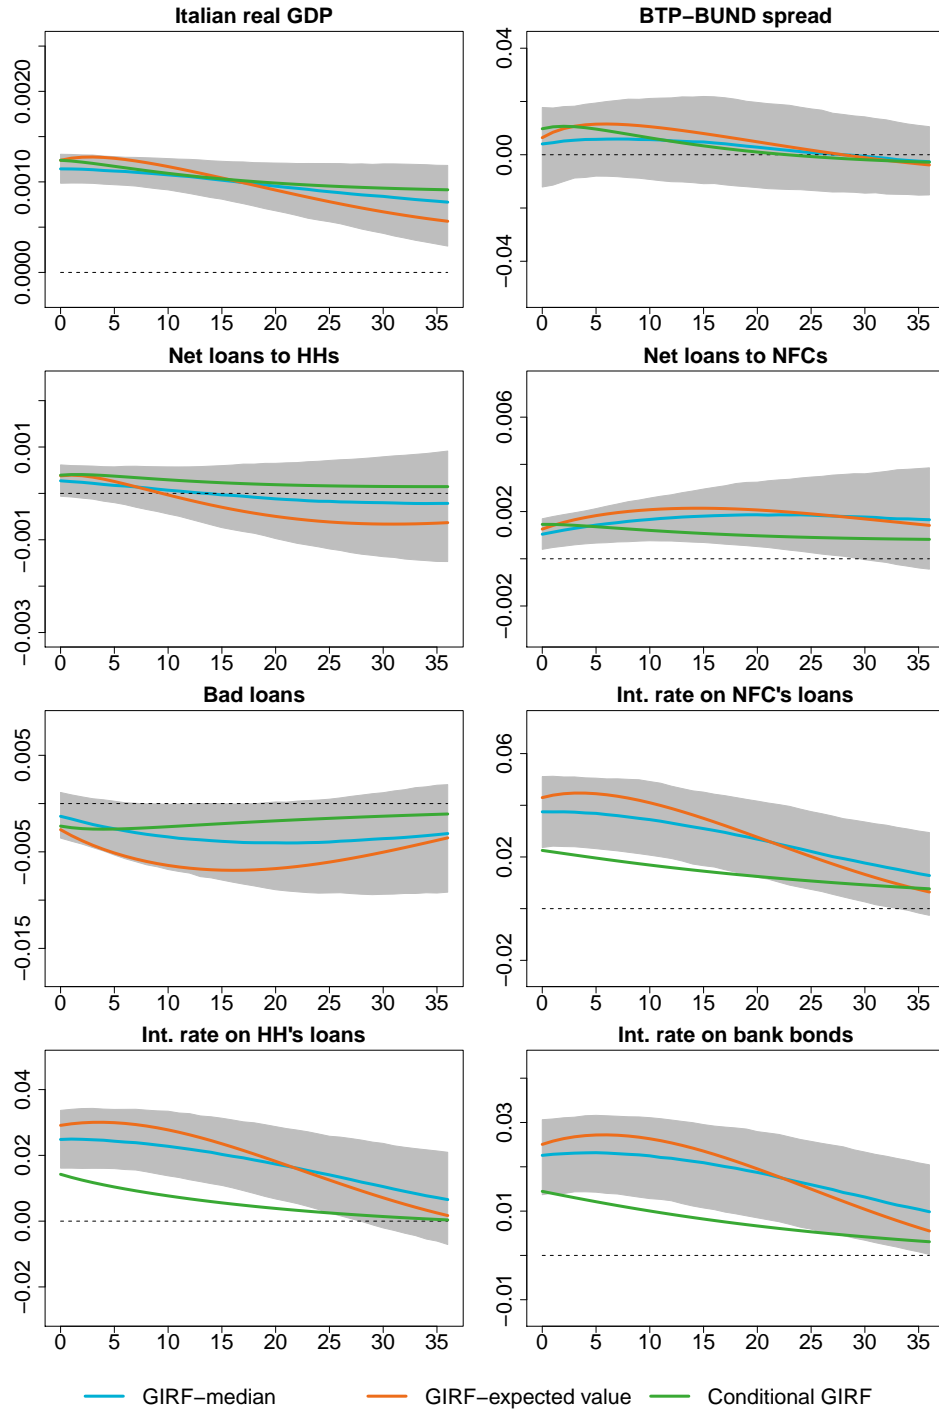 Italian real GDP
0.0020
0.0010
0.0000
0 5 10 15 20 25 30 35
BTP−BUND spread
0.04
0.00
−0.04
0 5 10 15 20 25 30 35
Net loans to HHs
0.001
−0.001
−0.003
0 5 10 15 20 25 30 35
Net loans to NFCs
0.006
0.002
−0.002
0 5 10 15 20 25 30 35
Bad loans
0.005
−0.005
−0.015
0 5 10 15 20 25 30 35
Int. rate on NFC's loans
0.06
0.02
−0.02
0 5 10 15 20 25 30 35
Int. rate on HH's loans
0.04
0.02
0.00
−0.02
0 5 10 15 20 25 30 35
Int. rate on bank bonds
0.03
0.01
−0.01
0 5 10 15 20 25 30 35
GIRF−median GIRF−expected value Conditional GIRF